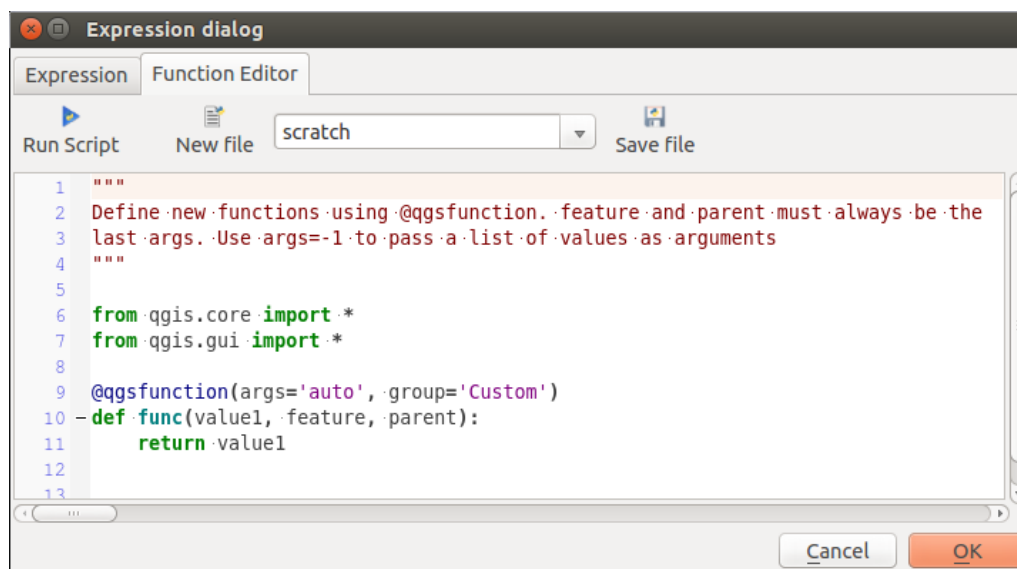 Expression dialog
Expression Function Editor
Run Script New file scratch Save file
1 """
2 Define new functions using @qgsfunction. feature and parent must always be the
3 last args. Use args=-1 to pass a list of values as arguments
4 """
5
6 from qgis.core import *
7 from qgis.gui import *
8
9 @qgsfunction(args='auto', group='Custom')
10 def func(value1, feature, parent):
11     return value1
12
13
Cancel OK